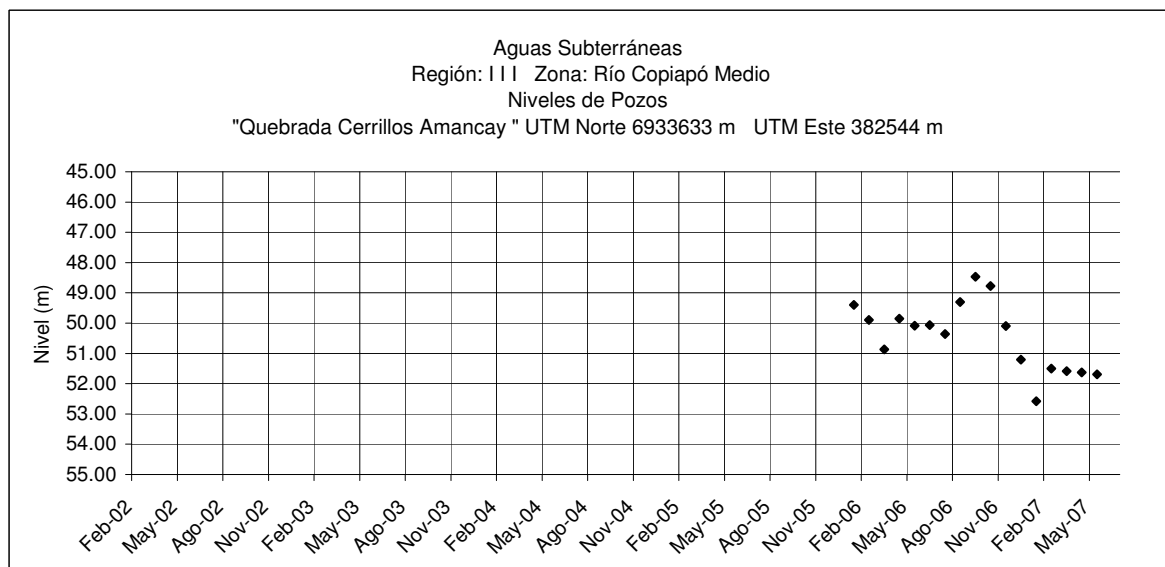 Aguas Subterráneas
Región: I I I   Zona: Río Copiapó Medio
Niveles de Pozos
"Quebrada Cerrillos Amancay " UTM Norte 6933633 m   UTM Este 382544 m
Nivel (m)
45.00
46.00
47.00
48.00
49.00
50.00
51.00
52.00
53.00
54.00
55.00
Feb-02
May-02
Ago-02
Nov-02
Feb-03
May-03
Ago-03
Nov-03
Feb-04
May-04
Ago-04
Nov-04
Feb-05
May-05
Ago-05
Nov-05
Feb-06
May-06
Ago-06
Nov-06
Feb-07
May-07